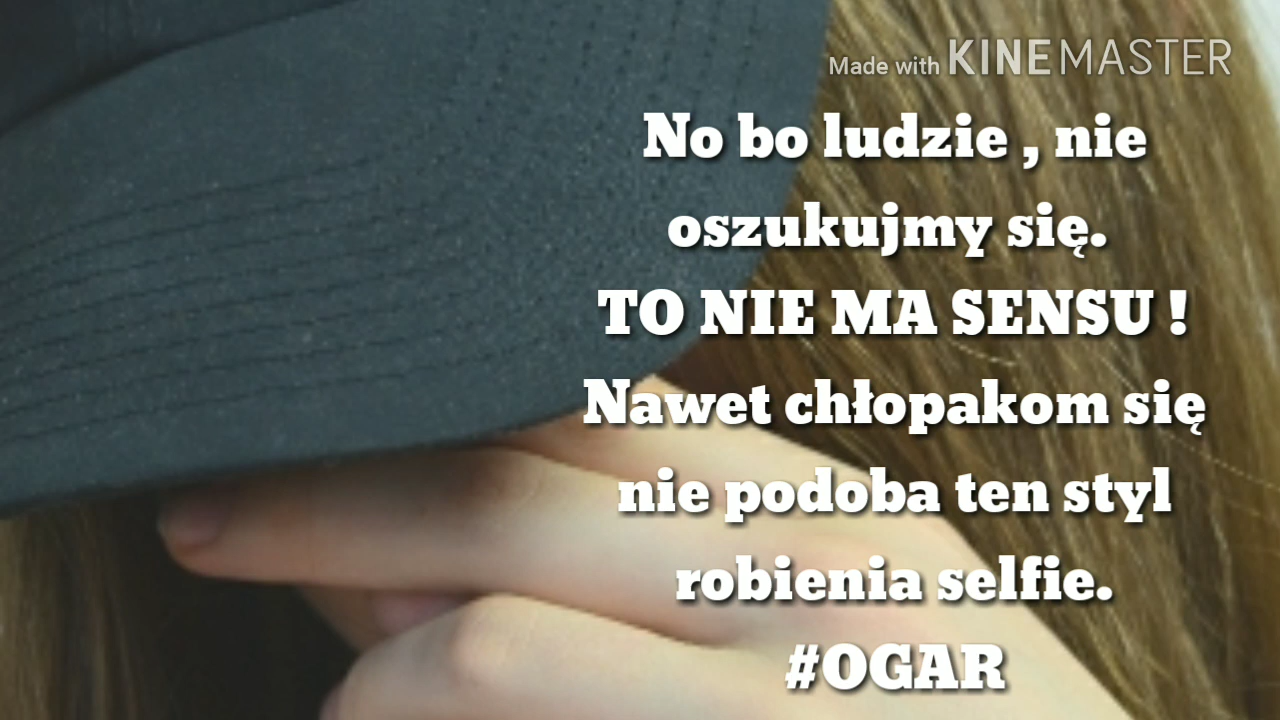 Made with KINEMASTER
No bo ludzie , nie
oszukujmy się.
TO NIE MA SENSU !
Nawet chłopakom się
nie podoba ten styl
robienia selfie.
#OGAR